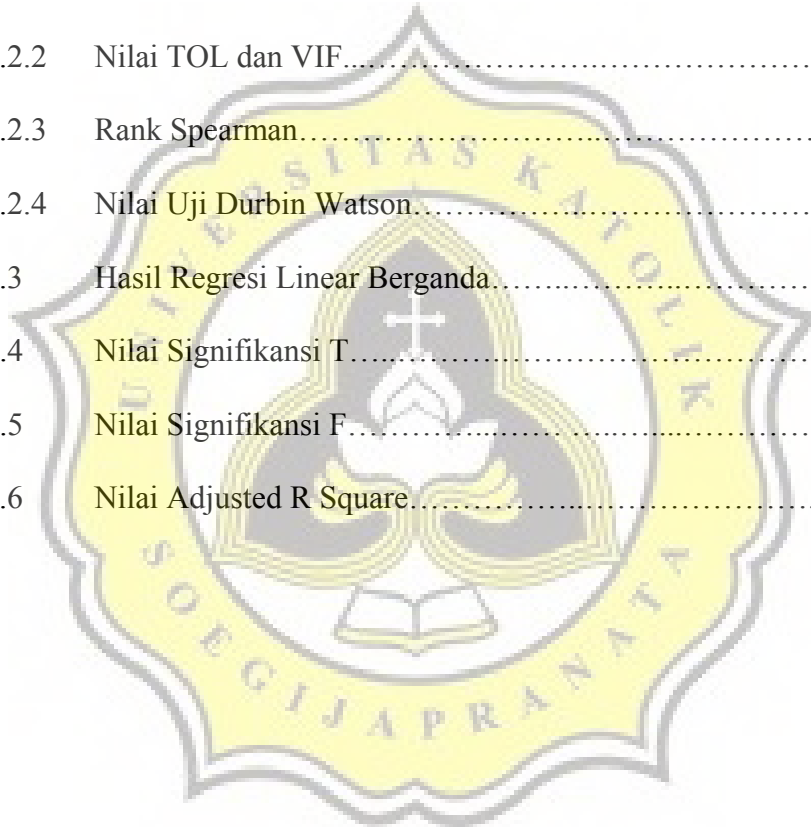 .2.2 Nilai TOL dan VIF...……………………………………
.2.3 Rank Spearman……………………………………………
.2.4 Nilai Uji Durbin Watson…………………………………
.3 Hasil Regresi Linear Berganda……………………………
.4 Nilai Signifikansi T…..……………………………………
.5 Nilai Signifikansi F…………………………………………
.6 Nilai Adjusted R Square……………………………………
UNIVERSITAS KATOLIK
SOEGIJAPRANATA